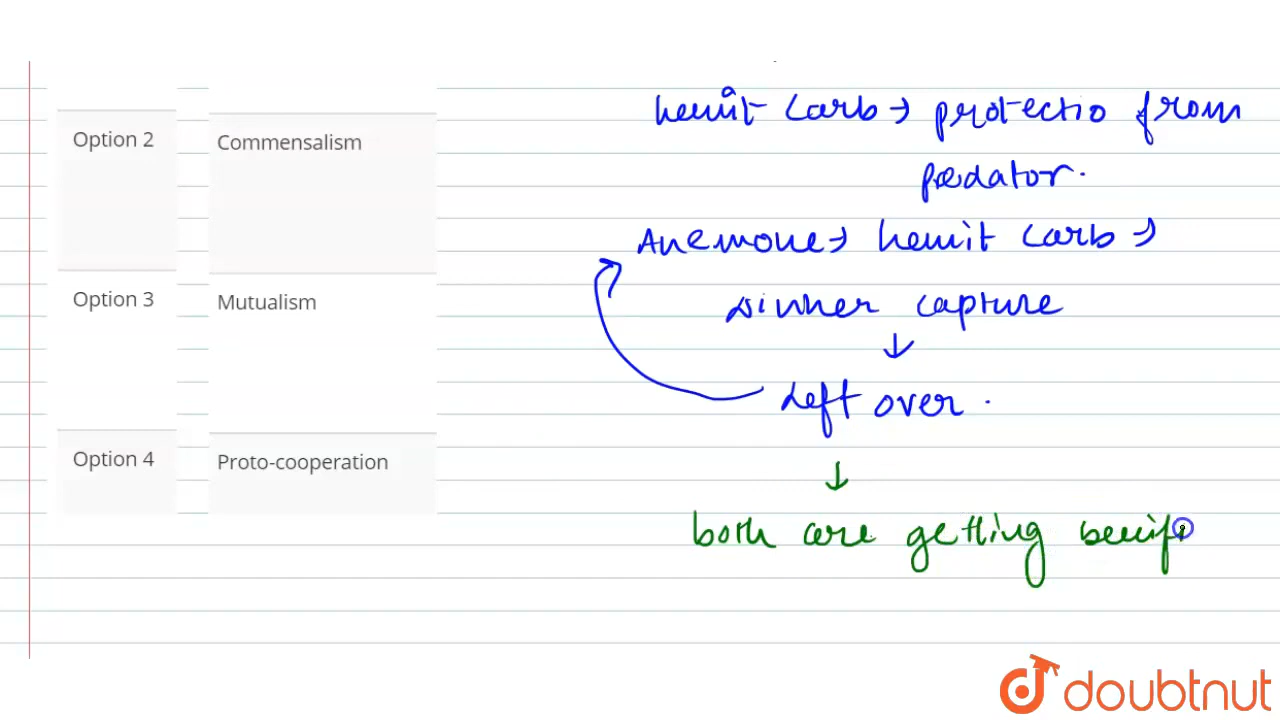 hemit Carb → protectio from
predator.
Option 2 Commensalism
Anemone → hemit Carb →
Dinner capture
↓
Option 3 Mutualism
Left over.
↓
Option 4 Proto-cooperation
both are getting benifi
doubtnut